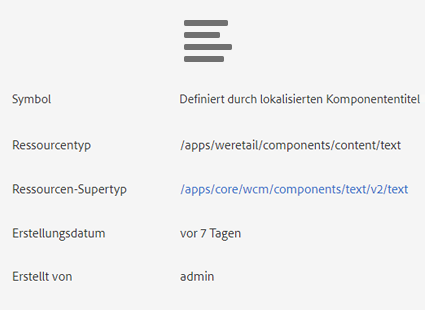 Symbol Definiert durch lokalisierten Komponententitel
Ressourcentyp /apps/weretail/components/content/text
Ressourcen-Supertyp /apps/core/wcm/components/text/v2/text
Erstellungsdatum vor 7 Tagen
Erstellt von admin